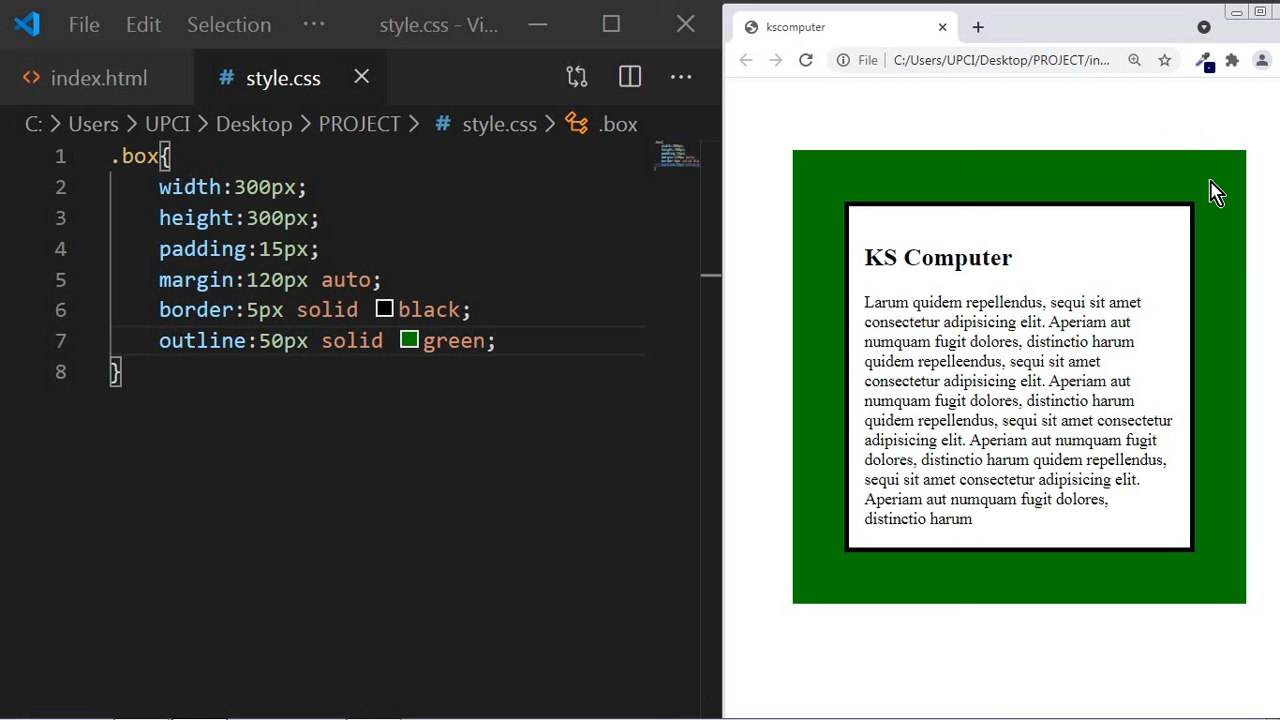 File Edit Selection ··· style.css - Vi...
index.html # style.css
C: > Users > UPCI > Desktop > PROJECT > # style.css > .box
1 .box{
2 width:300px;
3 height:300px;
4 padding:15px;
5 margin:120px auto;
6 border:5px solid black;
7 outline:50px solid green;
8 }
kscomputer
File C:/Users/UPCI/Desktop/PROJECT/in...
KS Computer
Larum quidem repellendus, sequi sit amet
consectetur adipisicing elit. Aperiam aut
numquam fugit dolores, distinctio harum
quidem repelleendus, sequi sit amet
consectetur adipisicing elit. Aperiam aut
numquam fugit dolores, distinctio harum
quidem repellendus, sequi sit amet consectetur
adipisicing elit. Aperiam aut numquam fugit
dolores, distinctio harum quidem repellendus,
sequi sit amet consectetur adipisicing elit.
Aperiam aut numquam fugit dolores,
distinctio harum